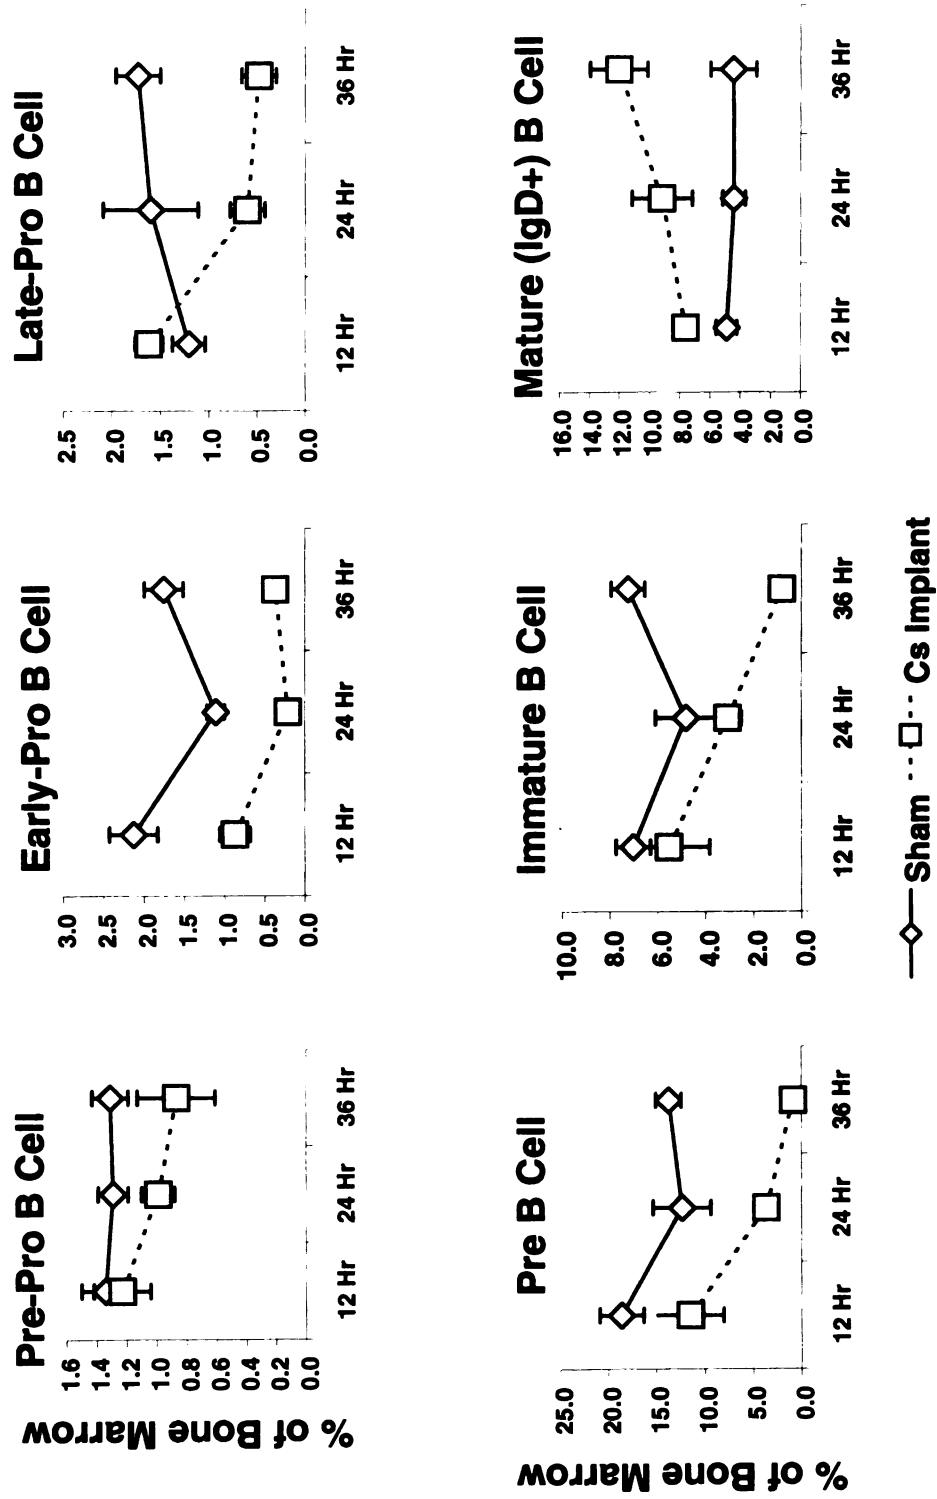 Pre-Pro B Cell
% of Bone Marrow
1.6
1.4
1.2
1.0
0.8
0.6
0.4
0.2
0.0
12 Hr 24 Hr 36 Hr
Early-Pro B Cell
3.0
2.5
2.0
1.5
1.0
0.5
0.0
12 Hr 24 Hr 36 Hr
Late-Pro B Cell
2.5
2.0
1.5
1.0
0.5
0.0
12 Hr 24 Hr 36 Hr
Pre B Cell
% of Bone Marrow
25.0
20.0
15.0
10.0
5.0
0.0
12 Hr 24 Hr 36 Hr
Immature B Cell
10.0
8.0
6.0
4.0
2.0
0.0
12 Hr 24 Hr 36 Hr
Mature (IgD+) B Cell
16.0
14.0
12.0
10.0
8.0
6.0
4.0
2.0
0.0
12 Hr 24 Hr 36 Hr
Sham Cs Implant